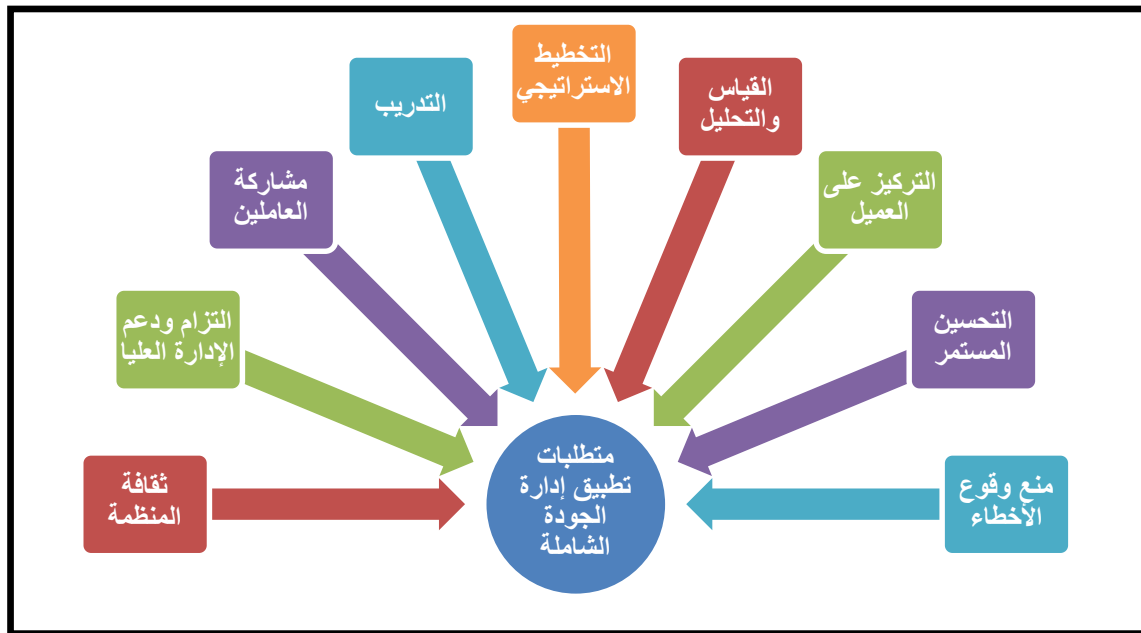 التخطيط
الاستراتيجي
القياس
والتحليل
التدريب
التركيز على
العميل
مشاركة
العاملين
التحسين
المستمر
التزام ودعم
الإدارة العليا
منع وقوع
الأخطاء
متطلبات
تطبيق إدارة
الجودة
الشاملة
ثقافة
المنظمة